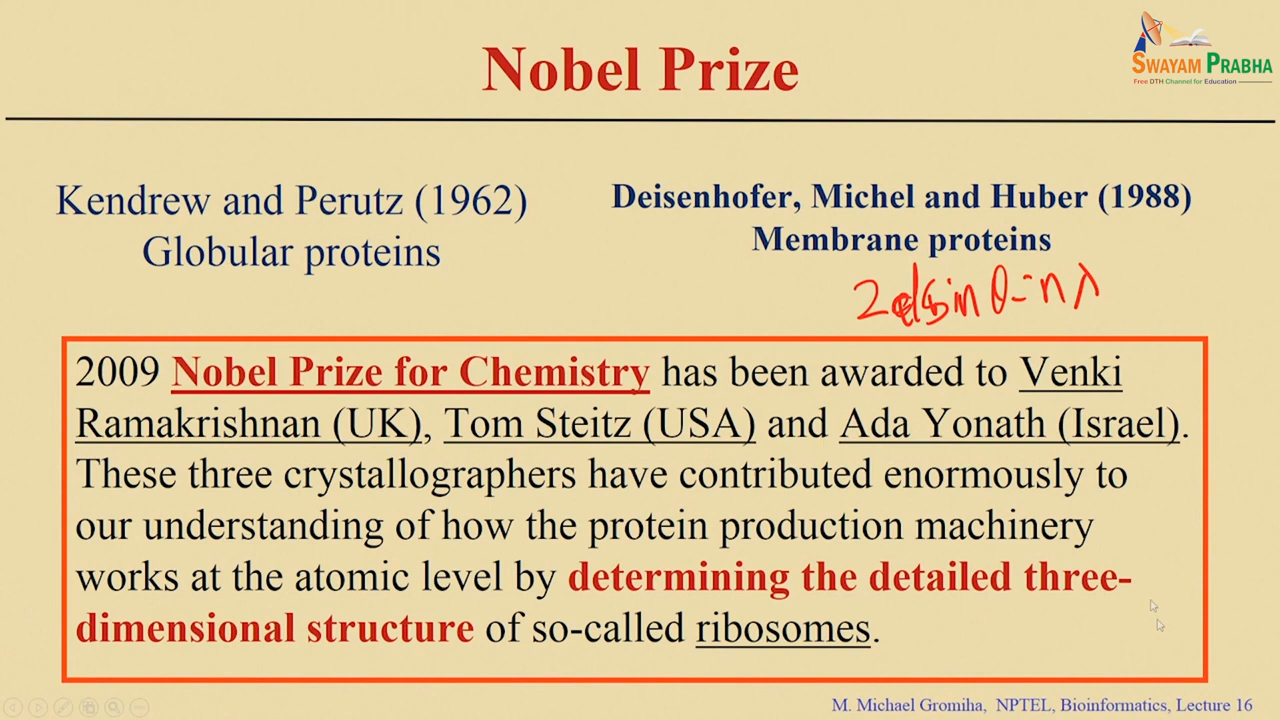 Nobel Prize
SWAYAM PRABHA
Free DTH Channel for Education
Kendrew and Perutz (1962)
Globular proteins
Deisenhofer, Michel and Huber (1988)
Membrane proteins
2dsin θ=nλ
2009 Nobel Prize for Chemistry has been awarded to Venki
Ramakrishnan (UK), Tom Steitz (USA) and Ada Yonath (Israel).
These three crystallographers have contributed enormously to
our understanding of how the protein production machinery
works at the atomic level by determining the detailed three-
dimensional structure of so-called ribosomes.
M. Michael Gromiha, NPTEL, Bioinformatics, Lecture 16